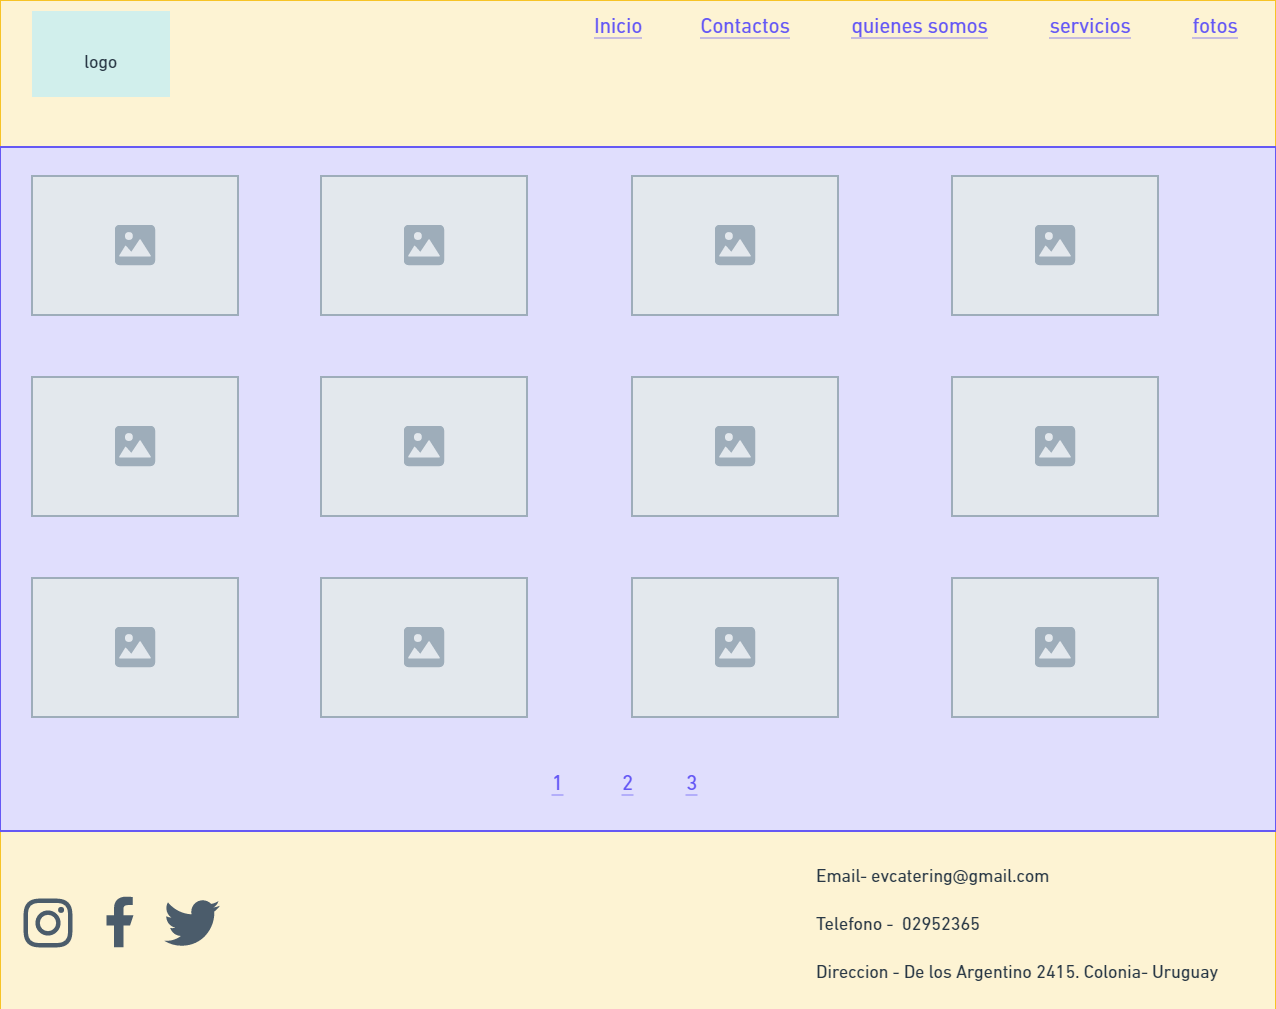 logo
Inicio
Contactos
quienes somos
servicios
fotos
1
2
3
Email- evcatering@gmail.com
Telefono -  02952365
Direccion - De los Argentino 2415. Colonia- Uruguay